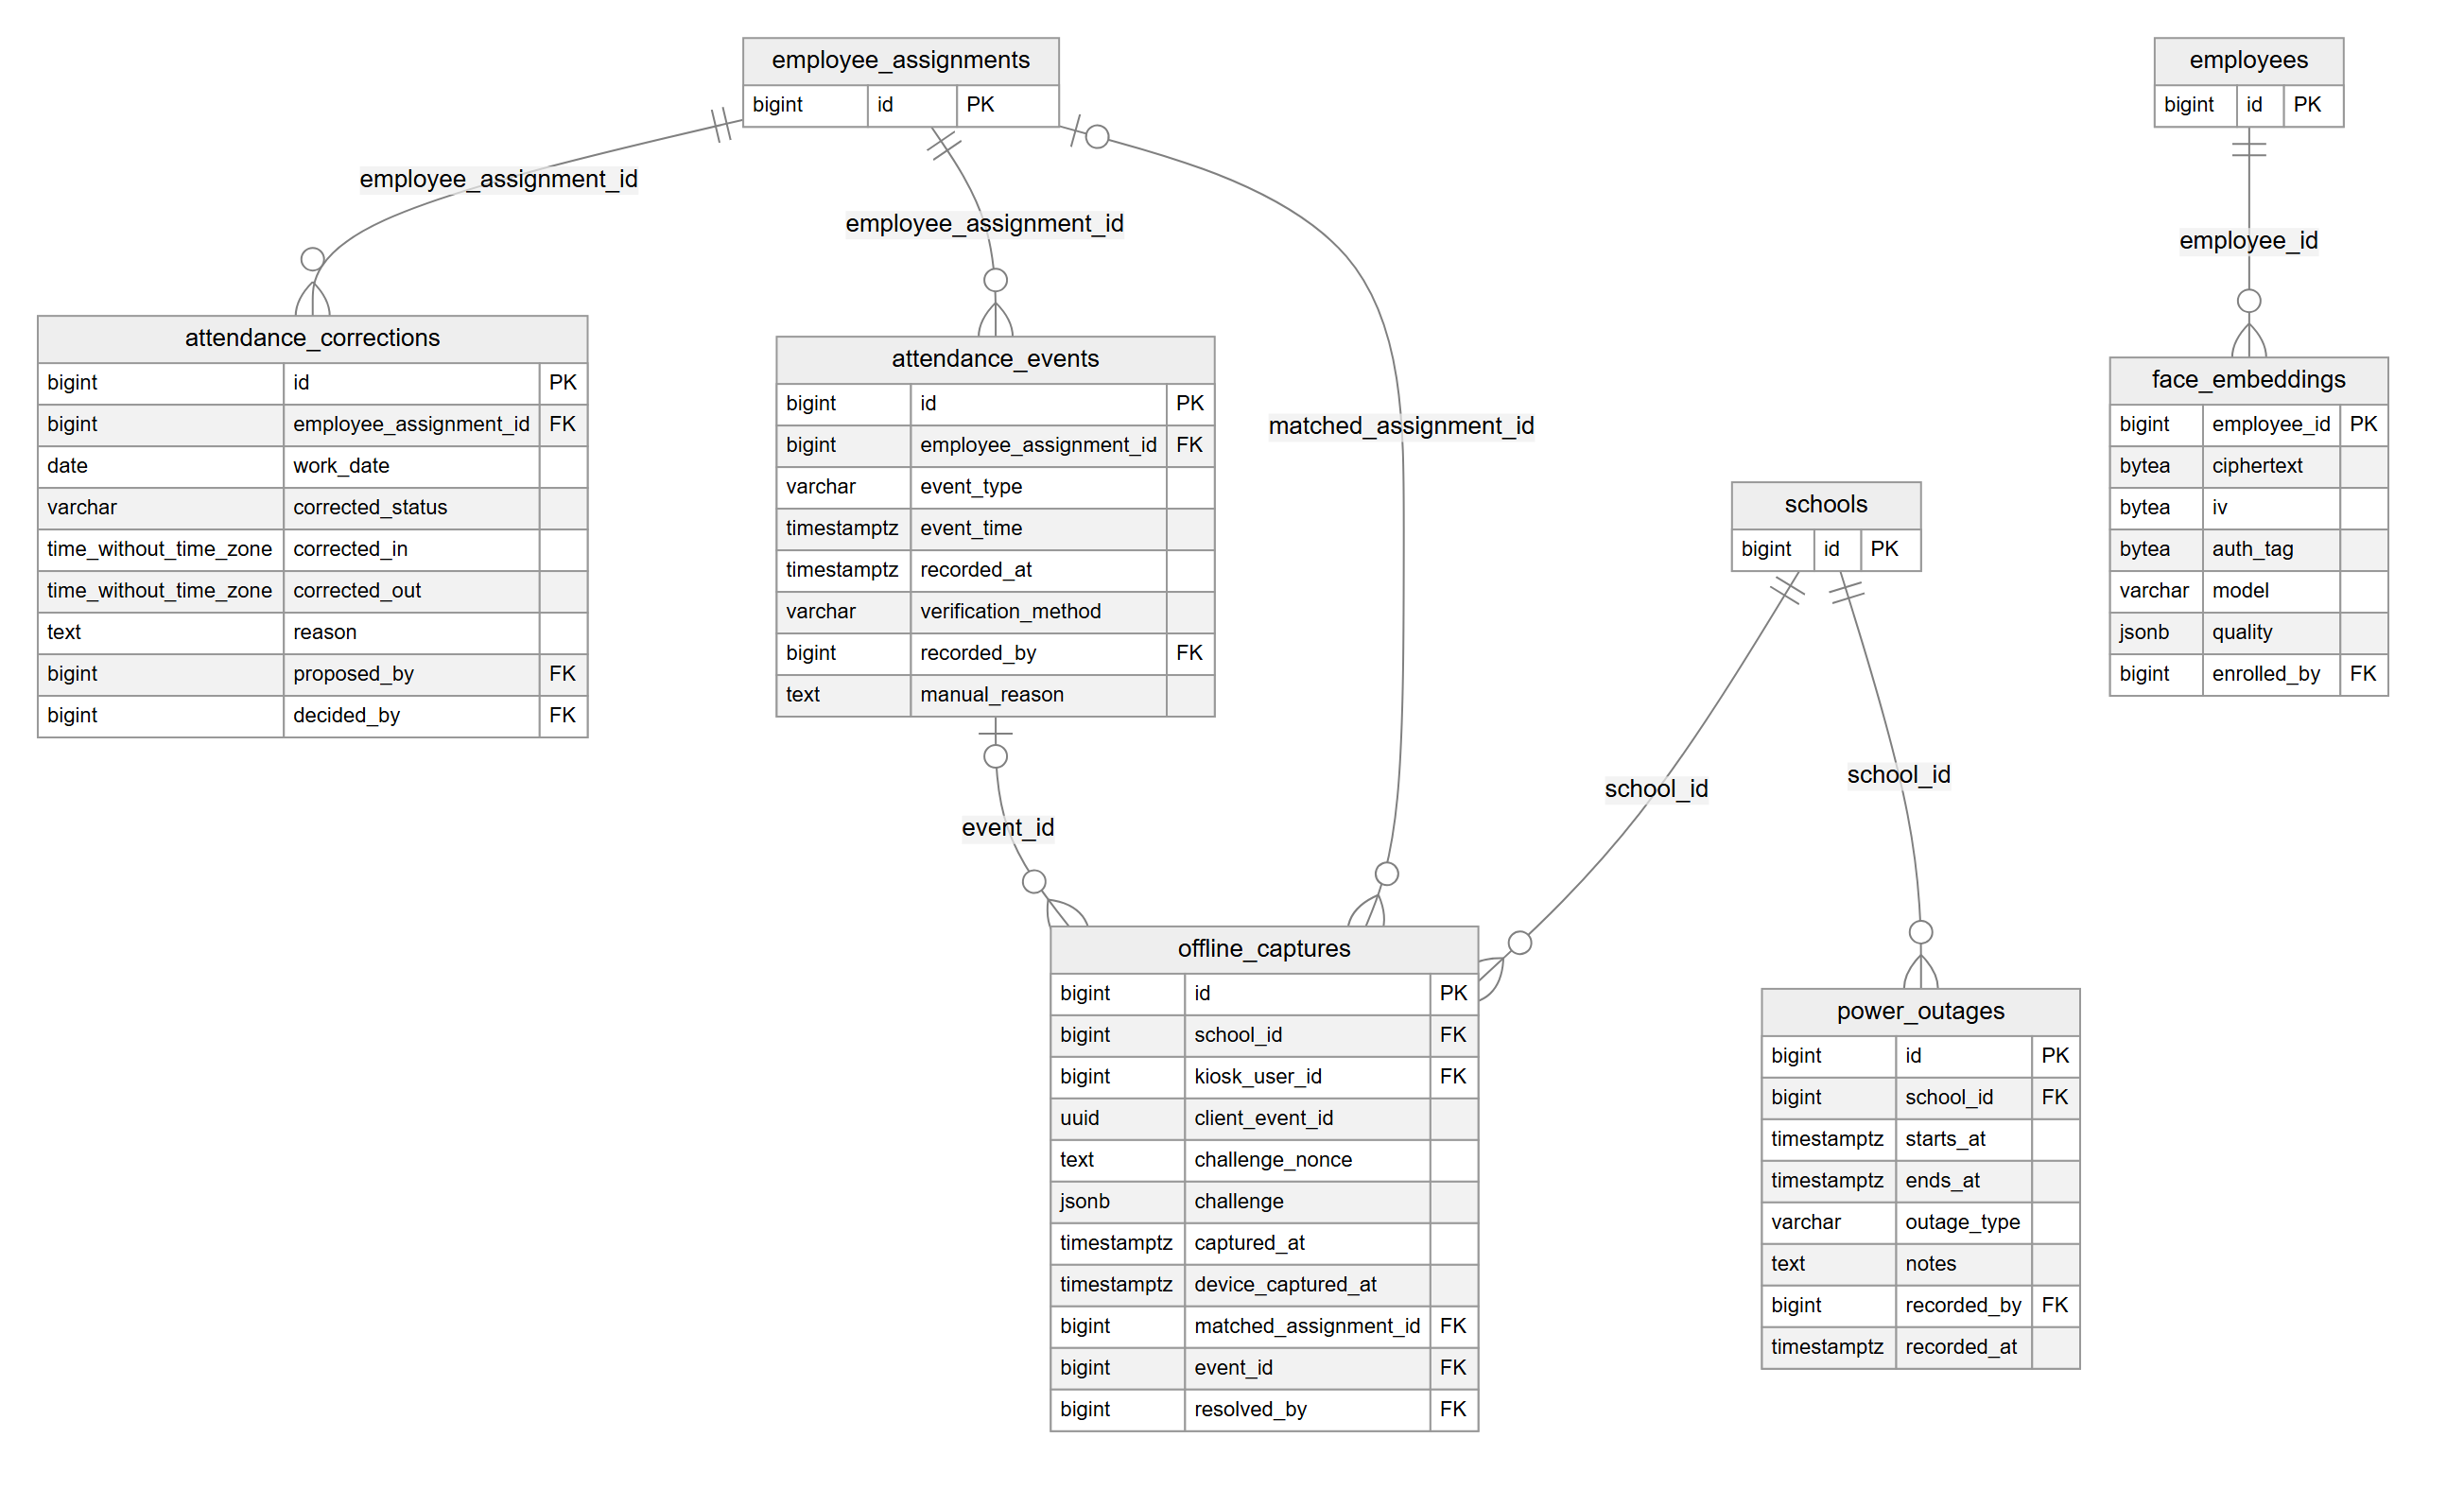 employee_assignments
bigint id PK
employees
bigint id PK
employee_assignment_id
employee_assignment_id
employee_id
matched_assignment_id
attendance_corrections
bigint id PK
bigint employee_assignment_id FK
date work_date
varchar corrected_status
time_without_time_zone corrected_in
time_without_time_zone corrected_out
text reason
bigint proposed_by FK
bigint decided_by FK
attendance_events
bigint id PK
bigint employee_assignment_id FK
varchar event_type
timestamptz event_time
timestamptz recorded_at
varchar verification_method
bigint recorded_by FK
text manual_reason
schools
bigint id PK
face_embeddings
bigint employee_id PK
bytea ciphertext
bytea iv
bytea auth_tag
varchar model
jsonb quality
bigint enrolled_by FK
event_id
school_id
school_id
offline_captures
bigint id PK
bigint school_id FK
bigint kiosk_user_id FK
uuid client_event_id
text challenge_nonce
jsonb challenge
timestamptz captured_at
timestamptz device_captured_at
bigint matched_assignment_id FK
bigint event_id FK
bigint resolved_by FK
power_outages
bigint id PK
bigint school_id FK
timestamptz starts_at
timestamptz ends_at
varchar outage_type
text notes
bigint recorded_by FK
timestamptz recorded_at